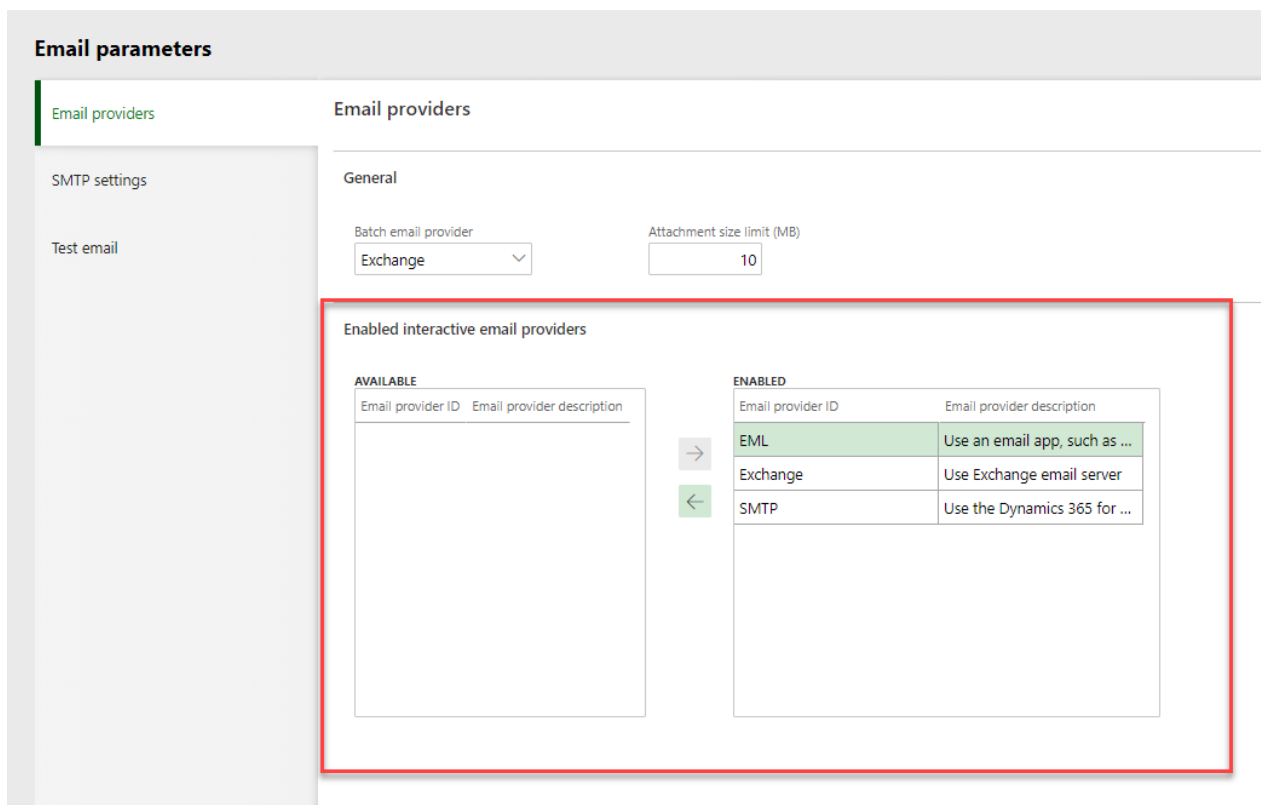 Email parameters
Email providers
SMTP settings
Test email
Email providers
General
Batch email provider
Exchange
Attachment size limit (MB)
10
Enabled interactive email providers
AVAILABLE
Email provider ID Email provider description
ENABLED
Email provider ID Email provider description
EML Use an email app, such as ...
Exchange Use Exchange email server
SMTP Use the Dynamics 365 for ...